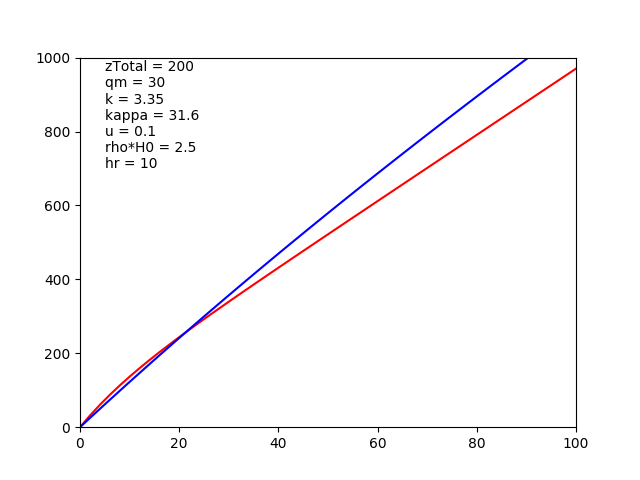 1000
800
600
400
200
0
zTotal = 200
qm = 30
k = 3.35
kappa = 31.6
u = 0.1
rho*H0 = 2.5
hr = 10
0 20 40 60 80 100